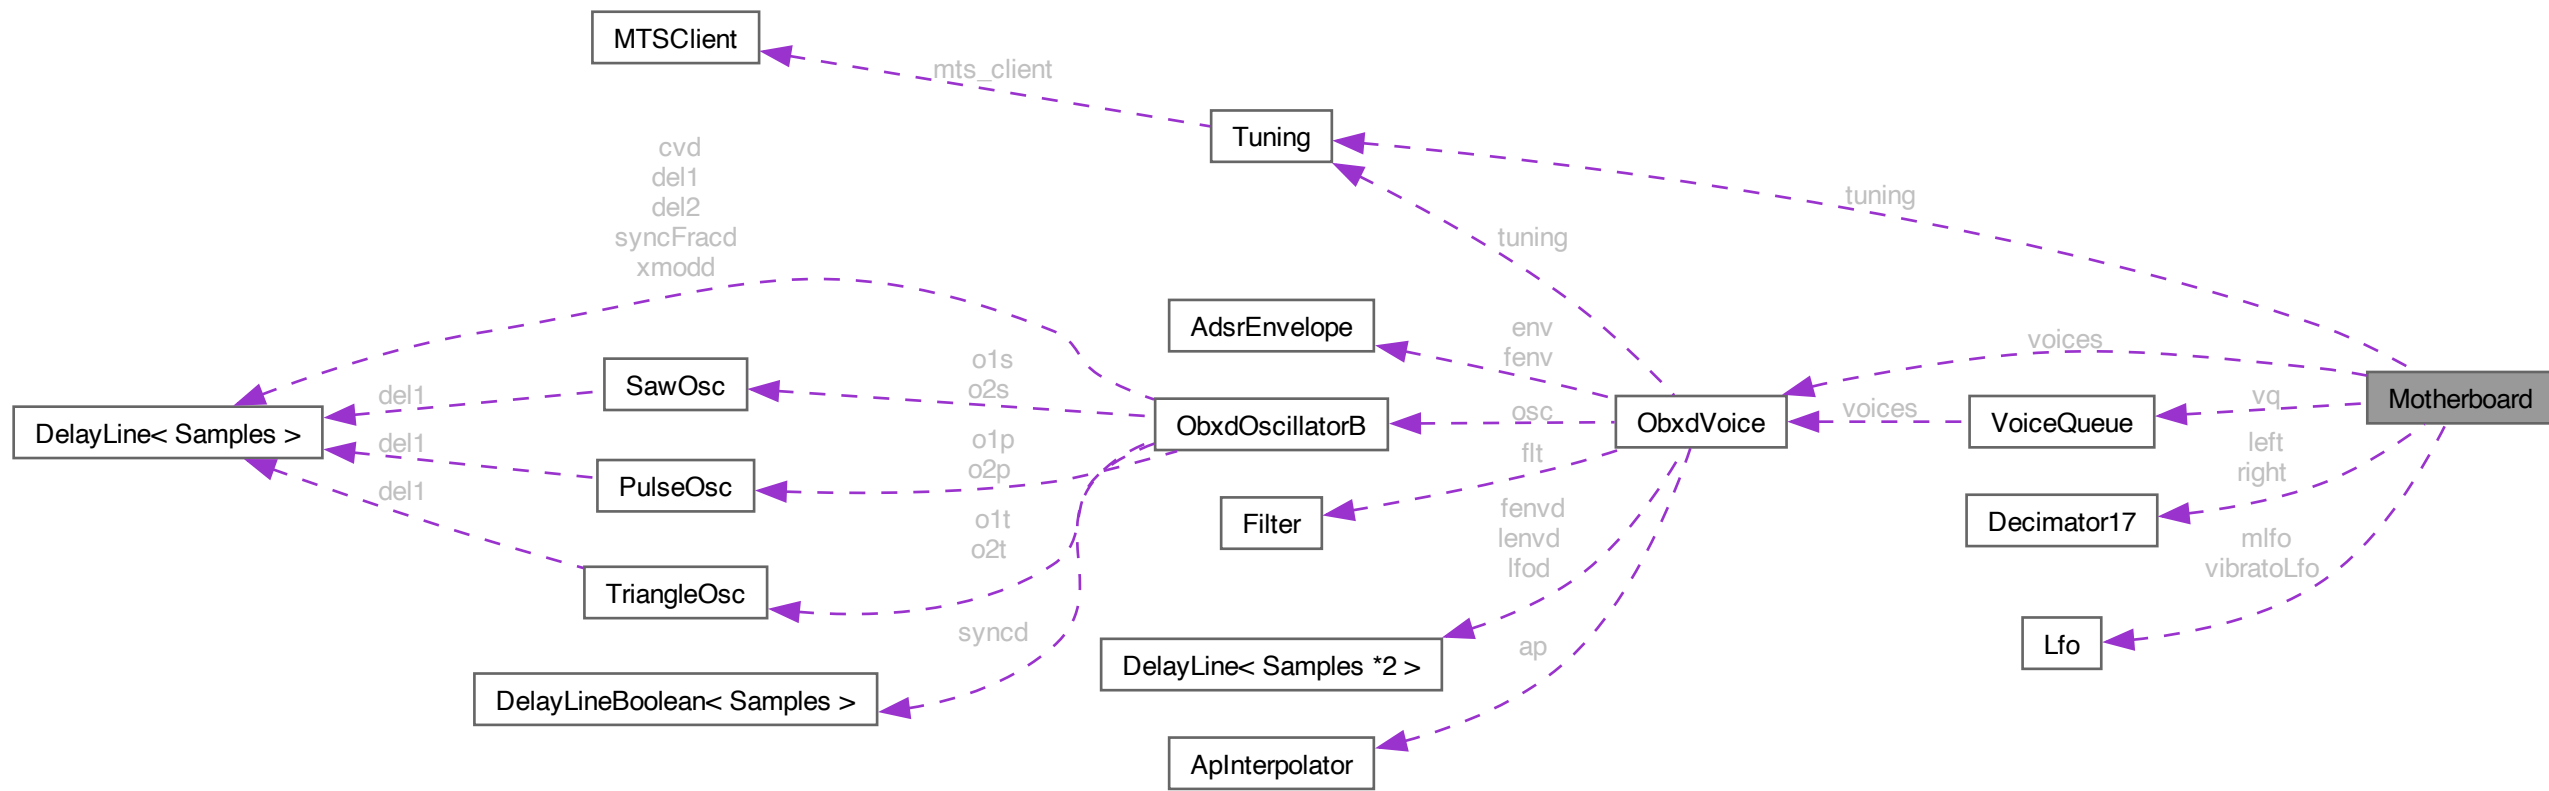 MTSClient
mts_client
Tuning
cvd
del1
del2
syncFracd
xmodd
tuning
tuning
AdsrEnvelope
env
fenv
voices
SawOsc
o1s
o2s
del1
DelayLine< Samples >
ObxdOscillatorB
osc
ObxdVoice
voices
VoiceQueue
vq
Motherboard
del1
o1p
o2p
flt
left
right
PulseOsc
del1
Filter
Decimator17
o1t
o2t
fenvd
lenvd
lfod
mlfo
vibratoLfo
TriangleOsc
syncd
ap
Lfo
DelayLine< Samples *2 >
DelayLineBoolean< Samples >
ApInterpolator